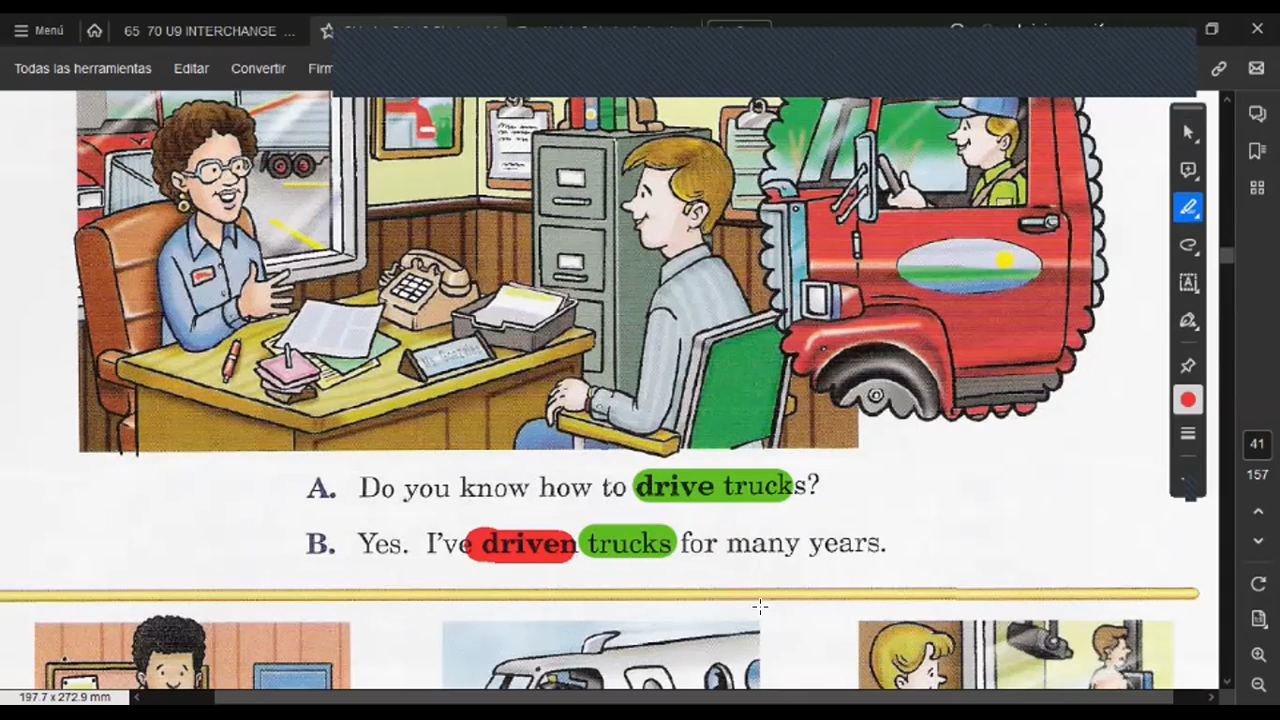 Menú
65 70 U9 INTERCHANGE ...
Todas las herramientas
Editar
Convertir
A. Do you know how to drive trucks?
B. Yes. I've driven trucks for many years.
41
157
197.7 x 272.9 mm